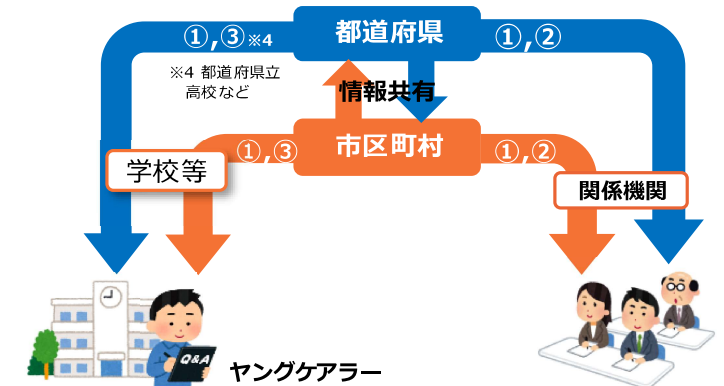 ①,③※4
都道府県
①,②
※4 都道府県立
高校など
情報共有
①,③
市区町村
①,②
学校等
関係機関
Q&A
ヤングケアラー